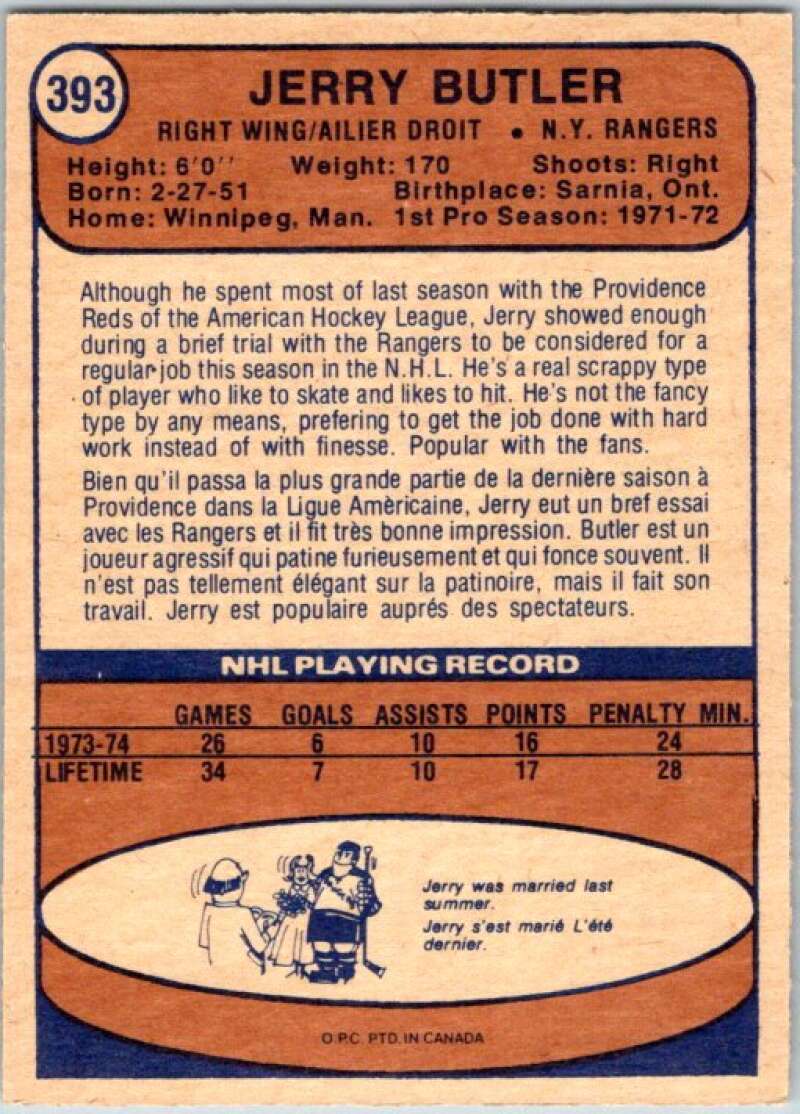 393
JERRY BUTLER
RIGHT WING/AILIER DROIT • N.Y. RANGERS
Height: 6'0'' Weight: 170 Shoots: Right
Born: 2-27-51 Birthplace: Sarnia, Ont.
Home: Winnipeg, Man. 1st Pro Season: 1971-72
Although he spent most of last season with the Providence
Reds of the American Hockey League, Jerry showed enough
during a brief trial with the Rangers to be considered for a
regular job this season in the N.H.L. He's a real scrappy type
of player who like to skate and likes to hit. He's not the fancy
type by any means, prefering to get the job done with hard
work instead of with finesse. Popular with the fans.
Bien qu'il passa la plus grande partie de la dernière saison à
Providence dans la Ligue Amèricaine, Jerry eut un bref essai
avec les Rangers et il fit très bonne impression. Butler est un
joueur agressif qui patine furieusement et qui fonce souvent. Il
n'est pas tellement élégant sur la patinoire, mais il fait son
travail. Jerry est populaire auprés des spectateurs.
NHL PLAYING RECORD
GAMES GOALS ASSISTS POINTS PENALTY MIN.
1973-74 26 6 10 16 24
LIFETIME 34 7 10 17 28
Jerry was married last
summer.
Jerry s'est marié L'été
dernier.
O.P.C. PTD. IN CANADA